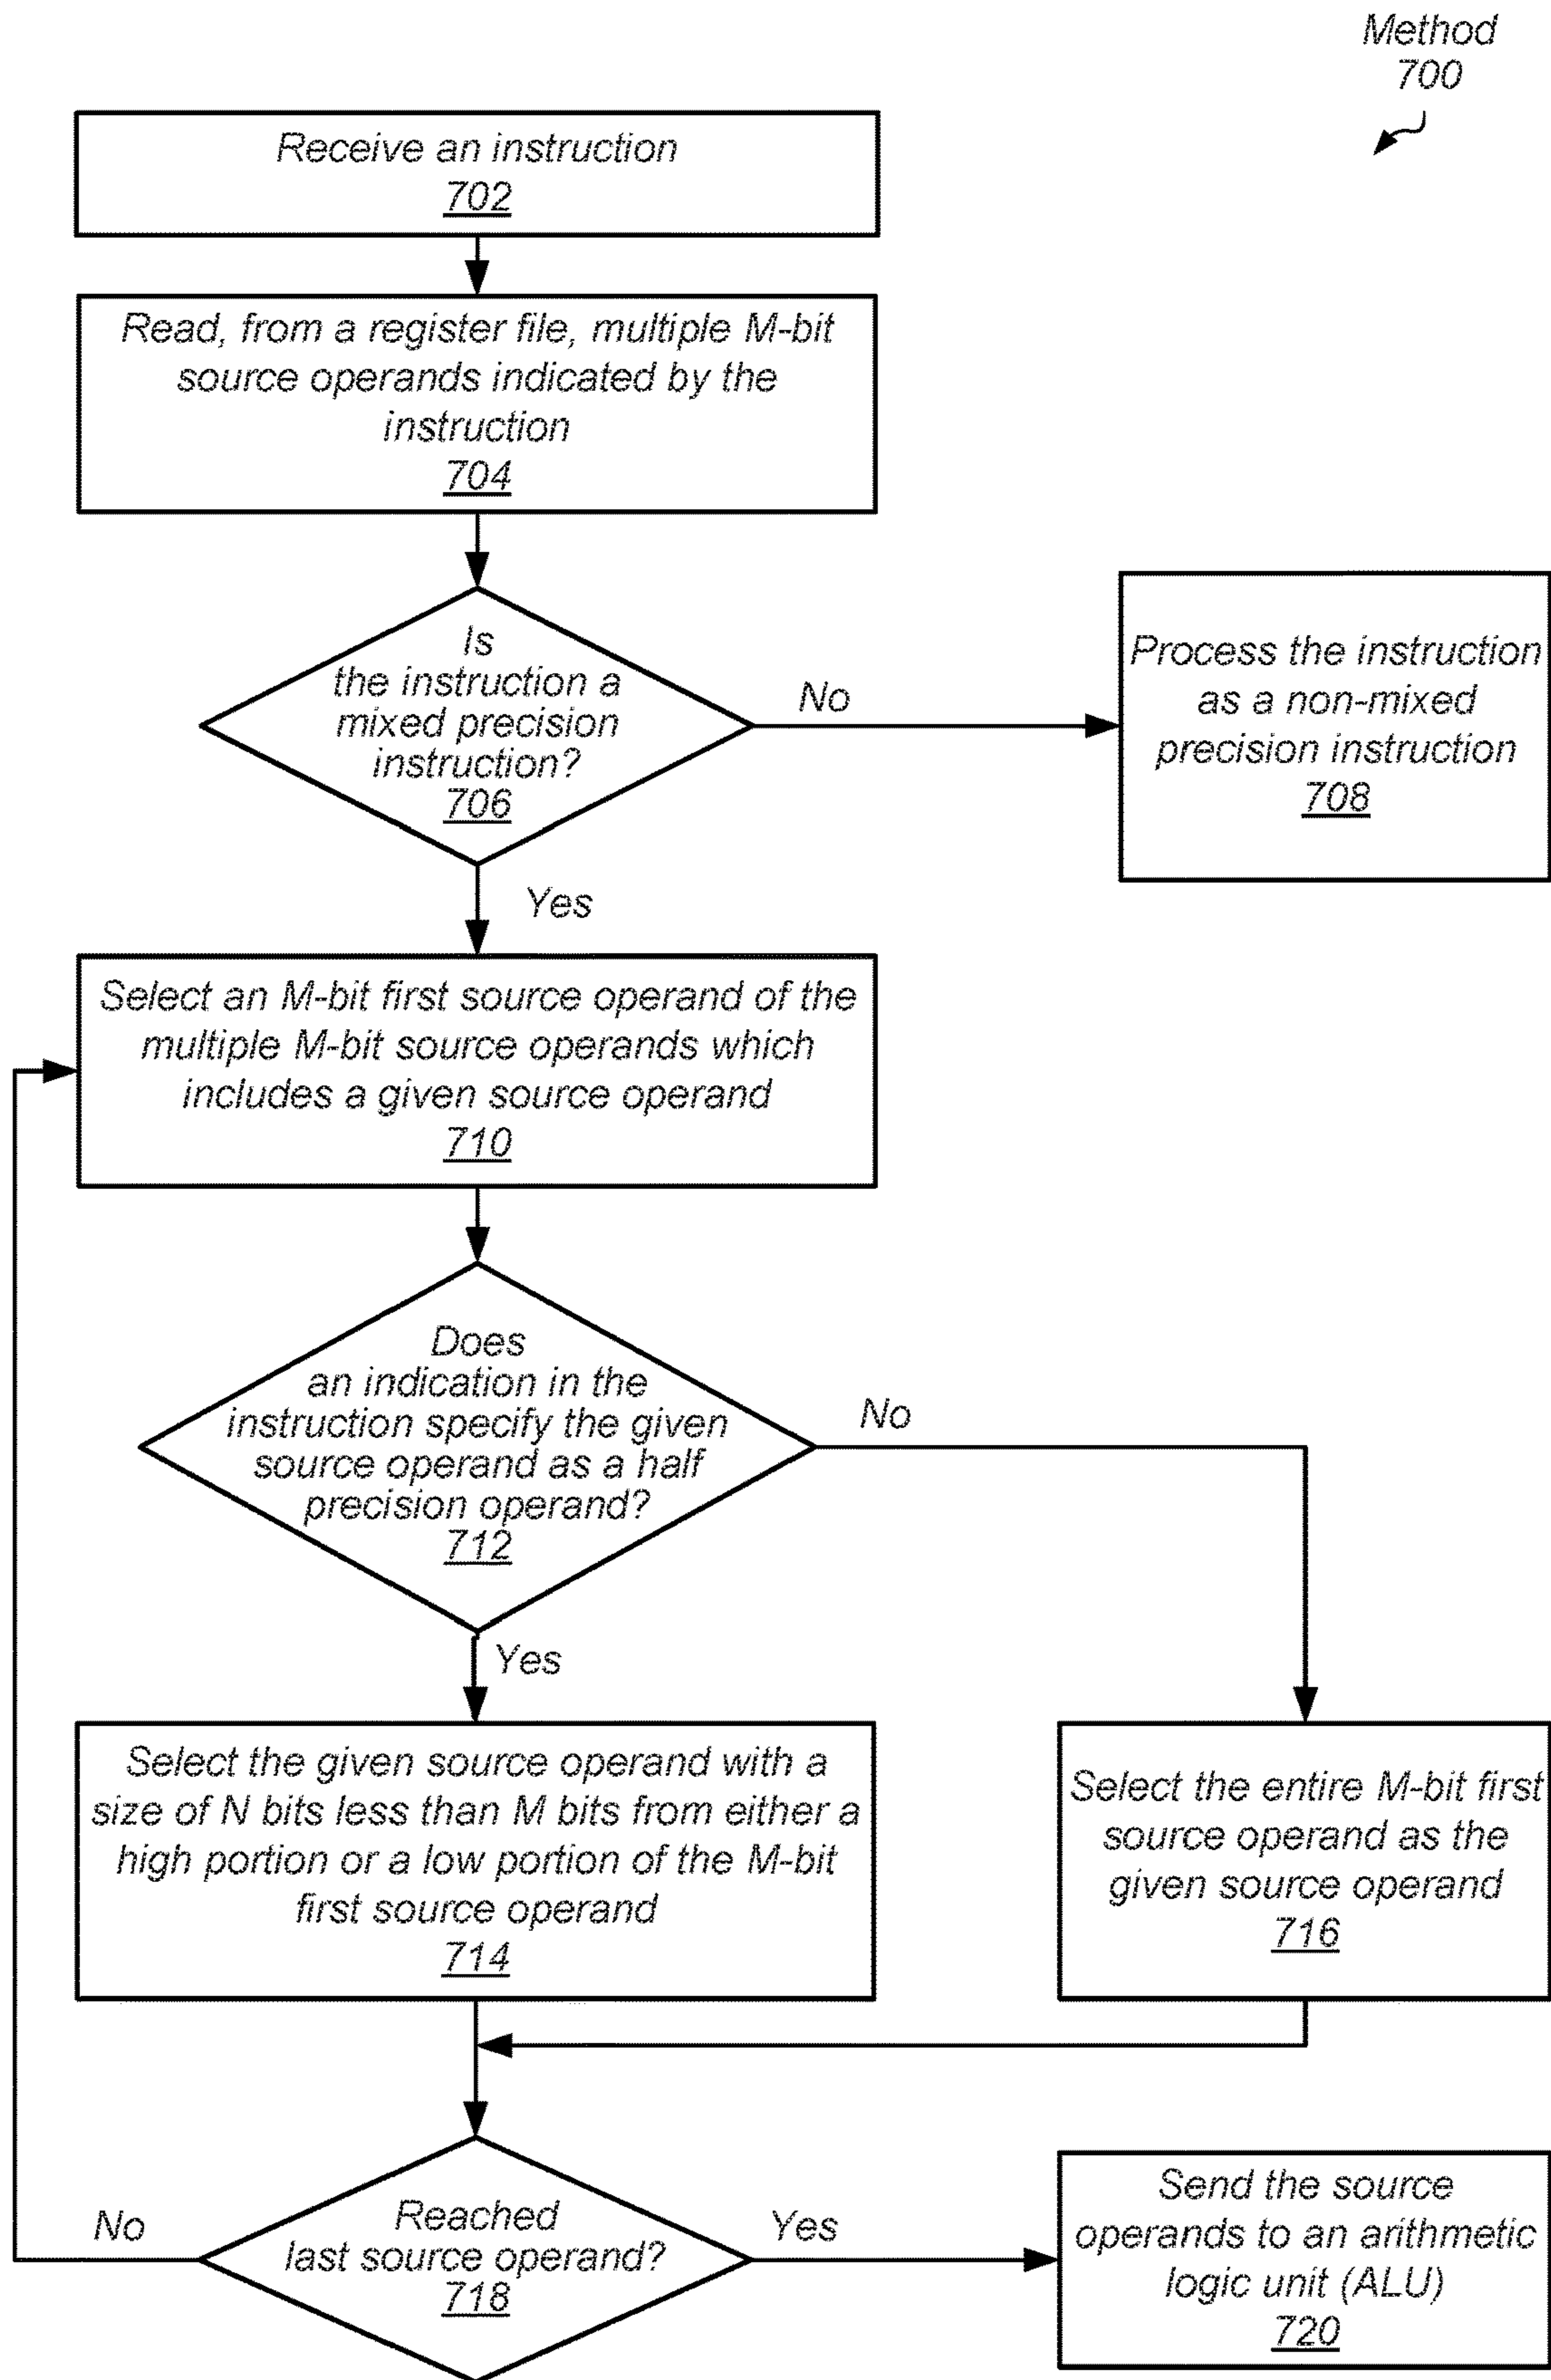 Method
700
Receive an instruction
702
Read, from a register file, multiple M-bit
source operands indicated by the
instruction
704
Is
the instruction a
mixed precision
instruction?
706
No
Process the instruction
as a non-mixed
precision instruction
708
Yes
Select an M-bit first source operand of the
multiple M-bit source operands which
includes a given source operand
710
Does
an indication in the
instruction specify the given
source operand as a half
precision operand?
712
No
Yes
Select the given source operand with a
size of N bits less than M bits from either a
high portion or a low portion of the M-bit
first source operand
714
Select the entire M-bit first
source operand as the
given source operand
716
No
Reached
last source operand?
718
Yes
Send the source
operands to an arithmetic
logic unit (ALU)
720